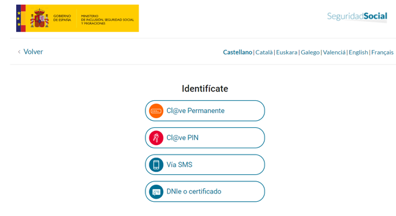 GOBIERNO
DE ESPAÑA
MINISTERIO
DE INCLUSIÓN, SEGURIDAD SOCIAL
Y MIGRACIONES
SeguridadSocial
Volver
Castellano | Català | Euskara | Galego | Valencià | English | Français
Identifícate
Cl@ve Permanente
Cl@ve PIN
Vía SMS
DNIe o certificado